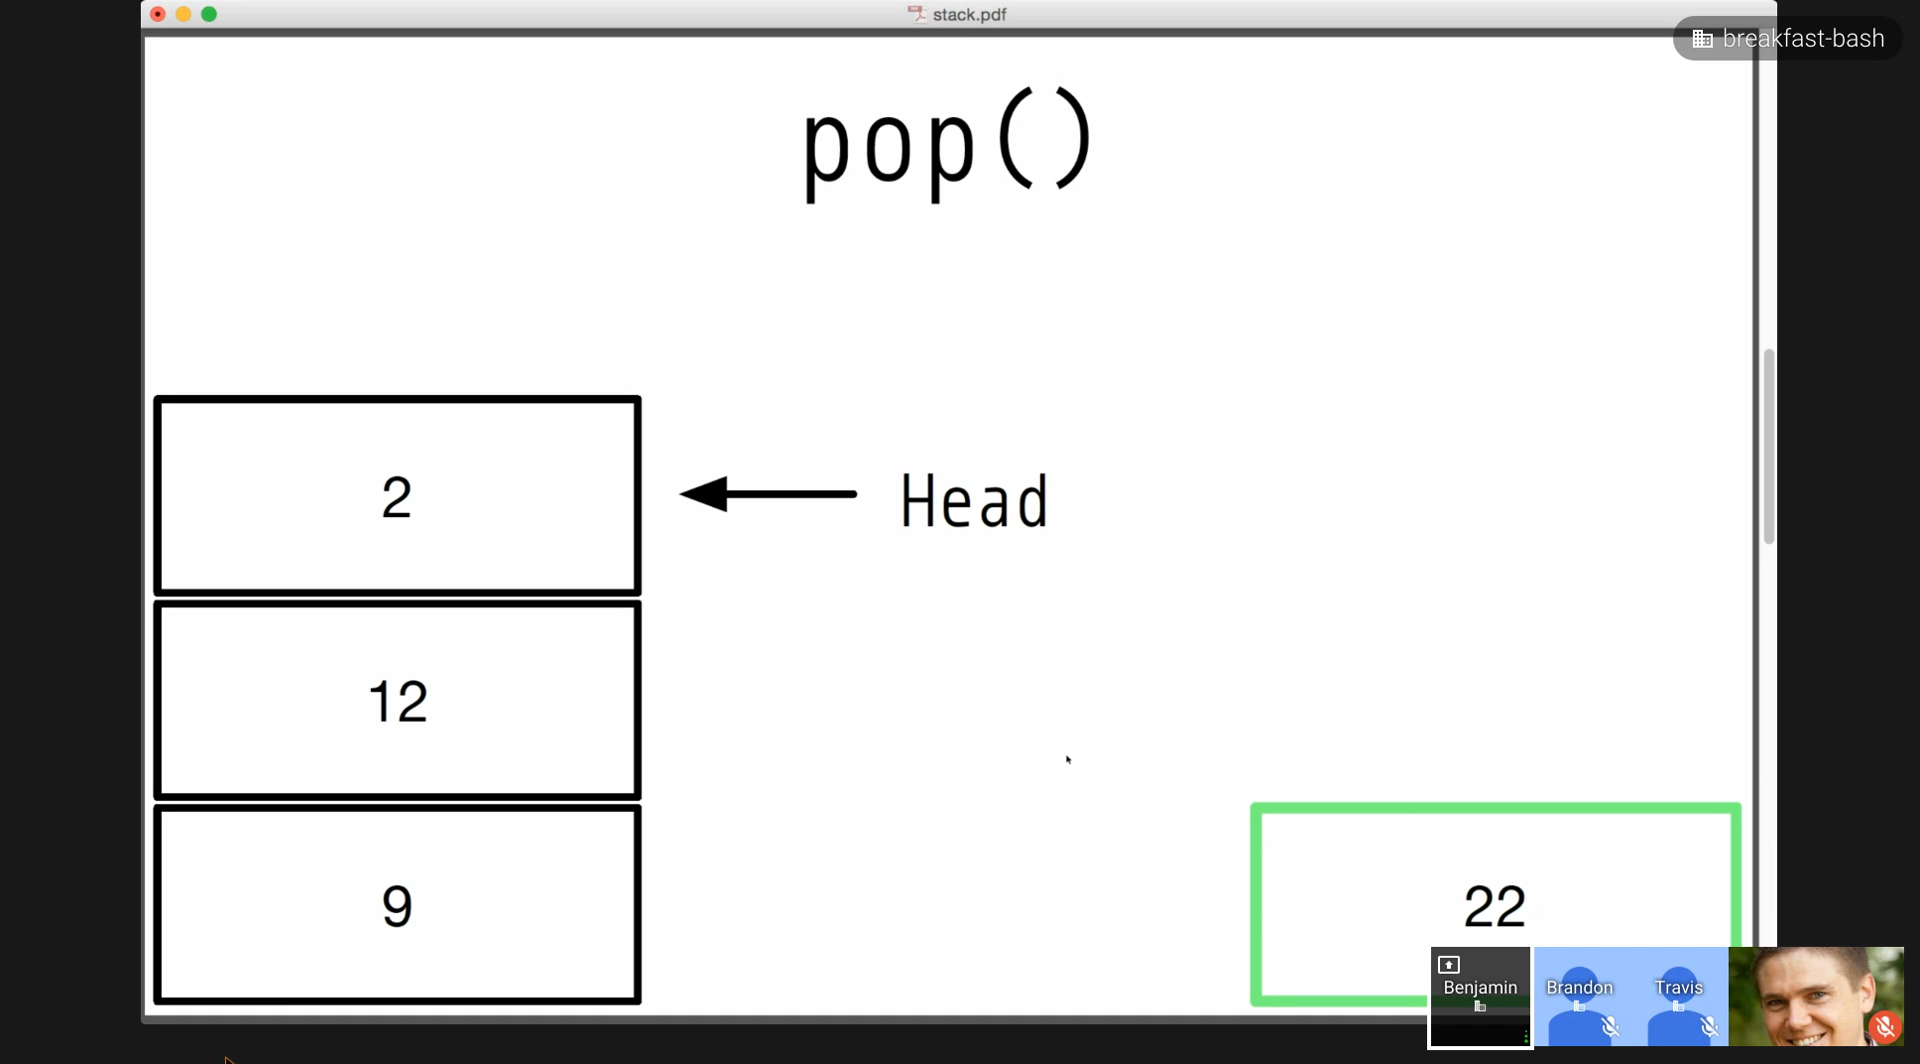 stack.pdf
breakfast-bash
pop()
2
Head
12
9
22
Benjamin
Brandon
Travis